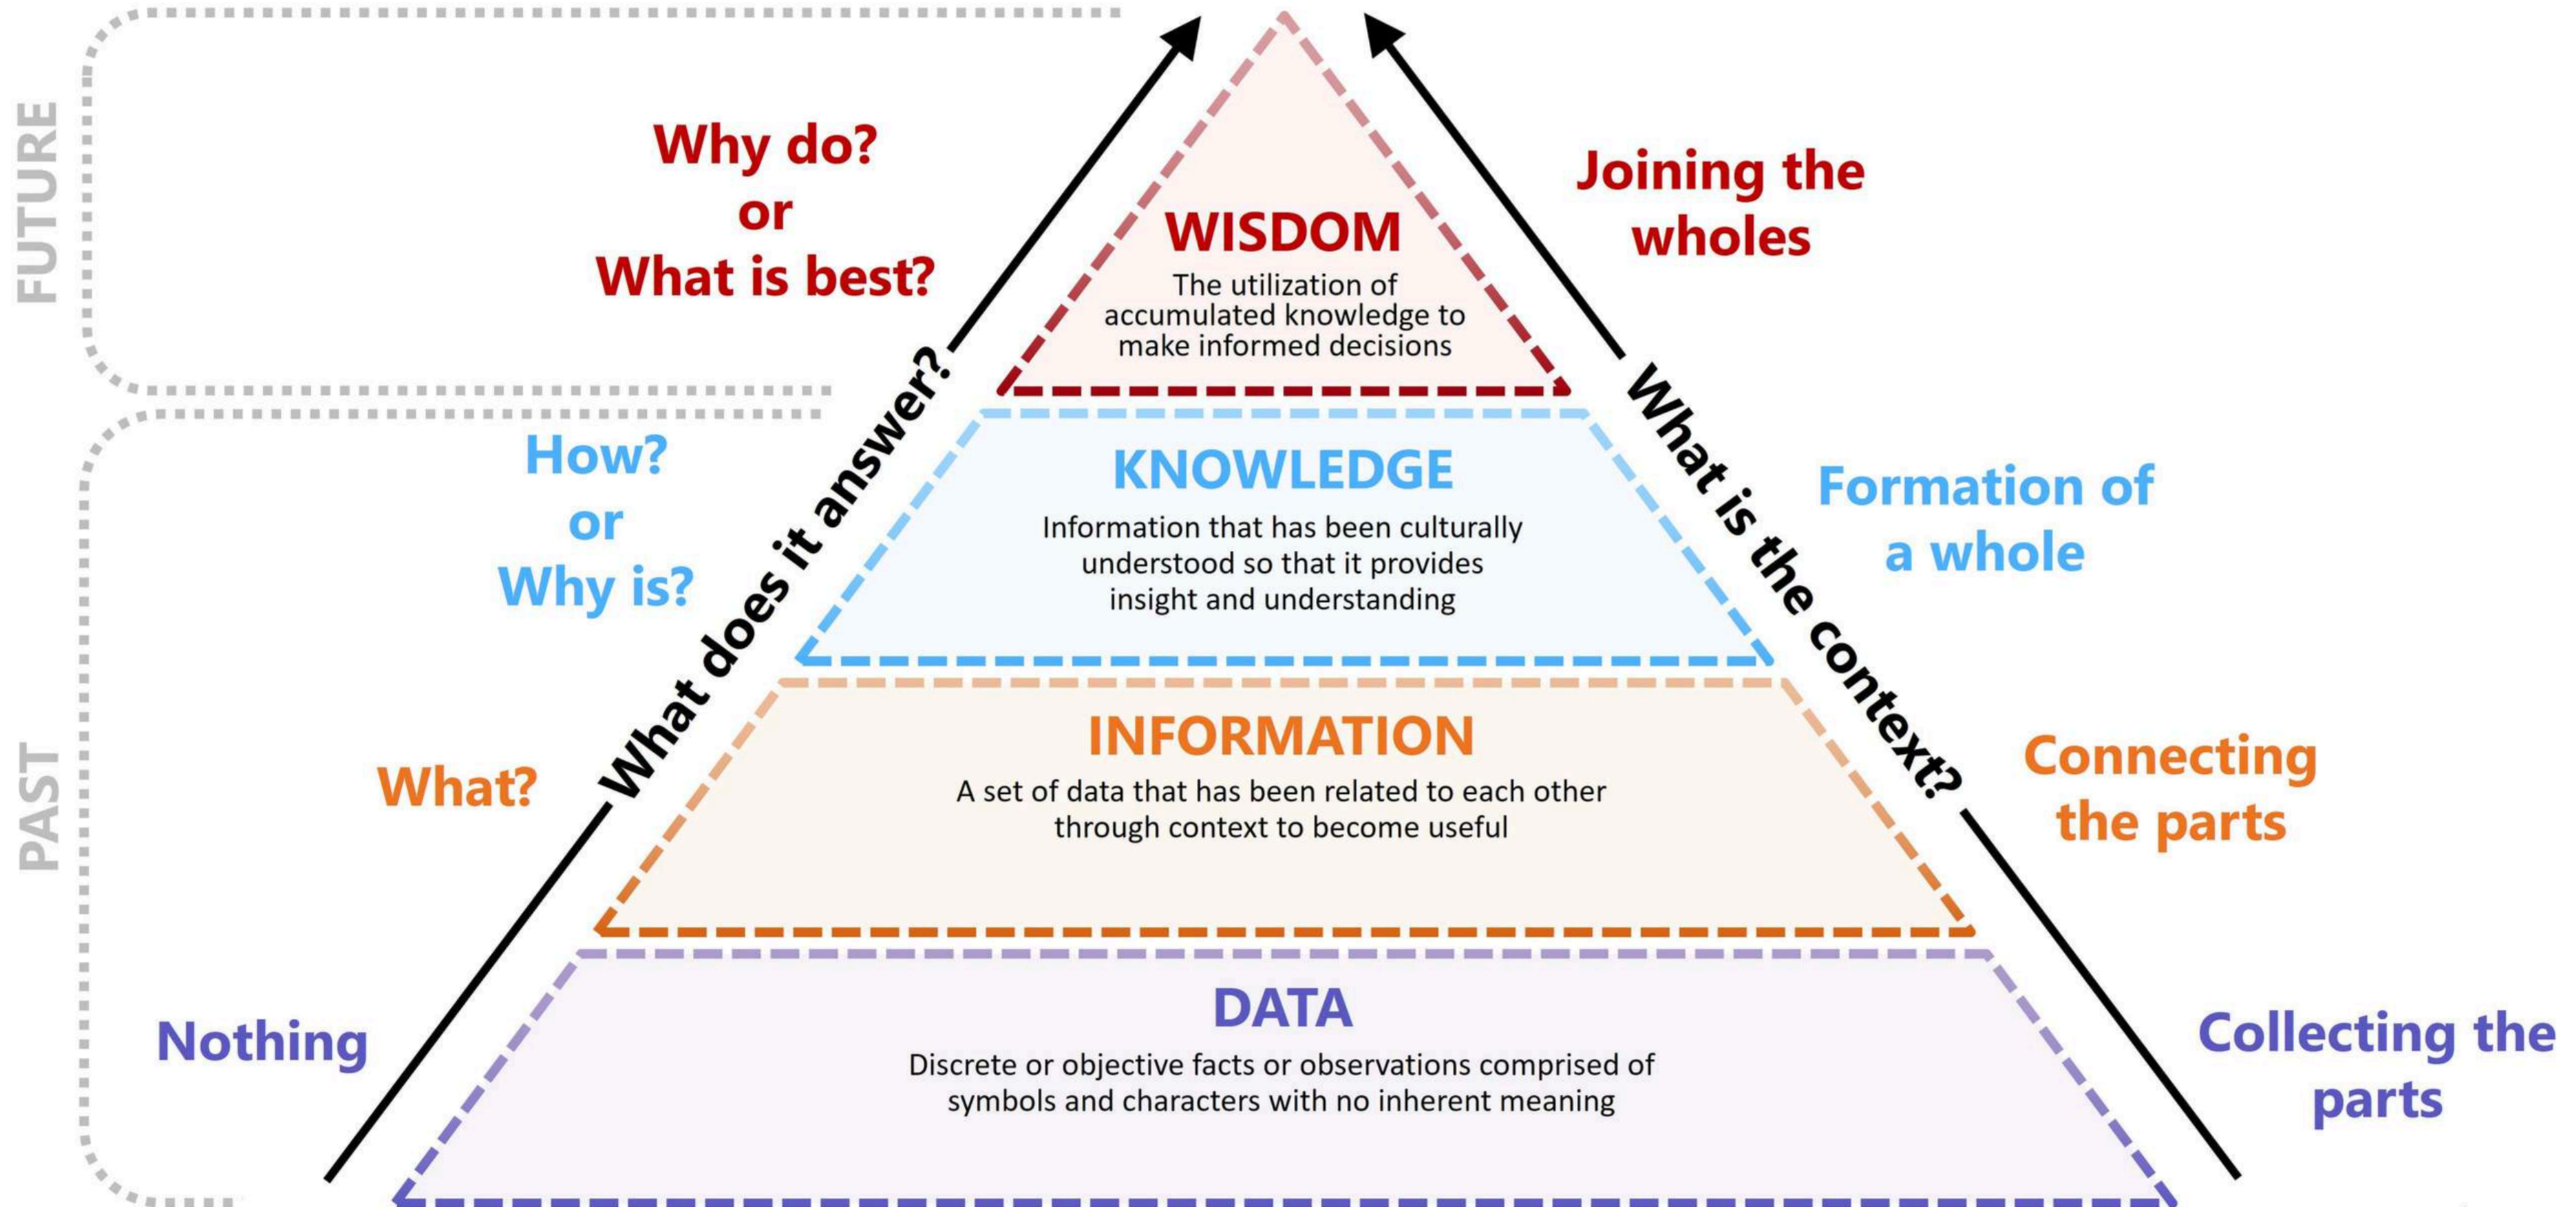 FUTURE
Why do?
or
What is best?
WISDOM
The utilization of
accumulated knowledge to
make informed decisions
Joining the
wholes
What does it answer?
What is the context?
PAST
How?
or
Why is?
KNOWLEDGE
Information that has been culturally
understood so that it provides
insight and understanding
Formation of
a whole
What?
INFORMATION
A set of data that has been related to each other
through context to become useful
Connecting
the parts
Nothing
DATA
Discrete or objective facts or observations comprised of
symbols and characters with no inherent meaning
Collecting the
parts